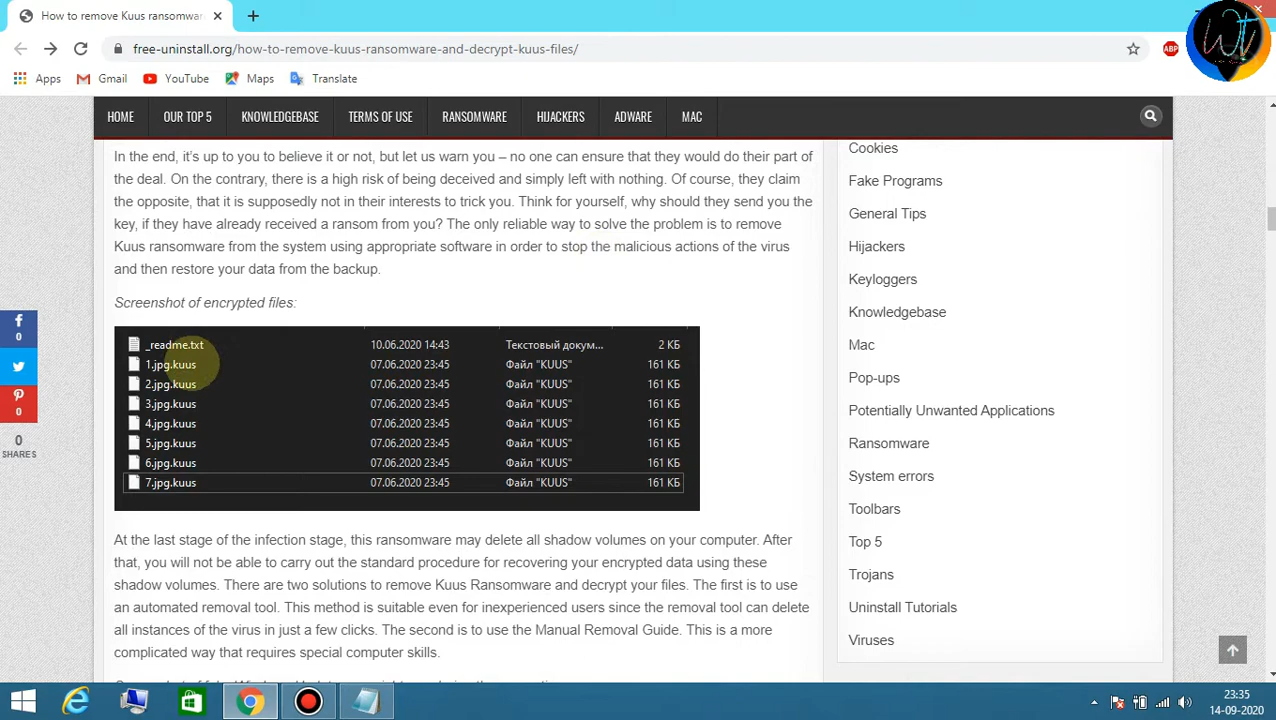 How to remove Kuus ransomwar
free-uninstall.org/how-to-remove-kuus-ransomware-and-decrypt-kuus-files/
ABP
Apps Gmail YouTube Maps Translate
HOME OUR TOP 5 KNOWLEDGEBASE TERMS OF USE RANSOMWARE HIJACKERS ADWARE MAC
In the end, it's up to you to believe it or not, but let us warn you – no one can ensure that they would do their part of
the deal. On the contrary, there is a high risk of being deceived and simply left with nothing. Of course, they claim
the opposite, that it is supposedly not in their interests to trick you. Think for yourself, why should they send you the
key, if they have already received a ransom from you? The only reliable way to solve the problem is to remove
Kuus ransomware from the system using appropriate software in order to stop the malicious actions of the virus
and then restore your data from the backup.
Screenshot of encrypted files:
_readme.txt 10.06.2020 14:43 Текстовый докум... 2 КБ
1.jpg.kuus 07.06.2020 23:45 Файл "KUUS" 161 КБ
2.jpg.kuus 07.06.2020 23:45 Файл "KUUS" 161 КБ
3.jpg.kuus 07.06.2020 23:45 Файл "KUUS" 161 КБ
4.jpg.kuus 07.06.2020 23:45 Файл "KUUS" 161 КБ
5.jpg.kuus 07.06.2020 23:45 Файл "KUUS" 161 КБ
6.jpg.kuus 07.06.2020 23:45 Файл "KUUS" 161 КБ
7.jpg.kuus 07.06.2020 23:45 Файл "KUUS" 161 КБ
At the last stage of the infection stage, this ransomware may delete all shadow volumes on your computer. After
that, you will not be able to carry out the standard procedure for recovering your encrypted data using these
shadow volumes. There are two solutions to remove Kuus Ransomware and decrypt your files. The first is to use
an automated removal tool. This method is suitable even for inexperienced users since the removal tool can delete
all instances of the virus in just a few clicks. The second is to use the Manual Removal Guide. This is a more
complicated way that requires special computer skills.
Cookies
Fake Programs
General Tips
Hijackers
Keyloggers
Knowledgebase
Mac
Pop-ups
Potentially Unwanted Applications
Ransomware
System errors
Toolbars
Top 5
Trojans
Uninstall Tutorials
Viruses
0
0
0
SHARES
23:35
14-09-2020